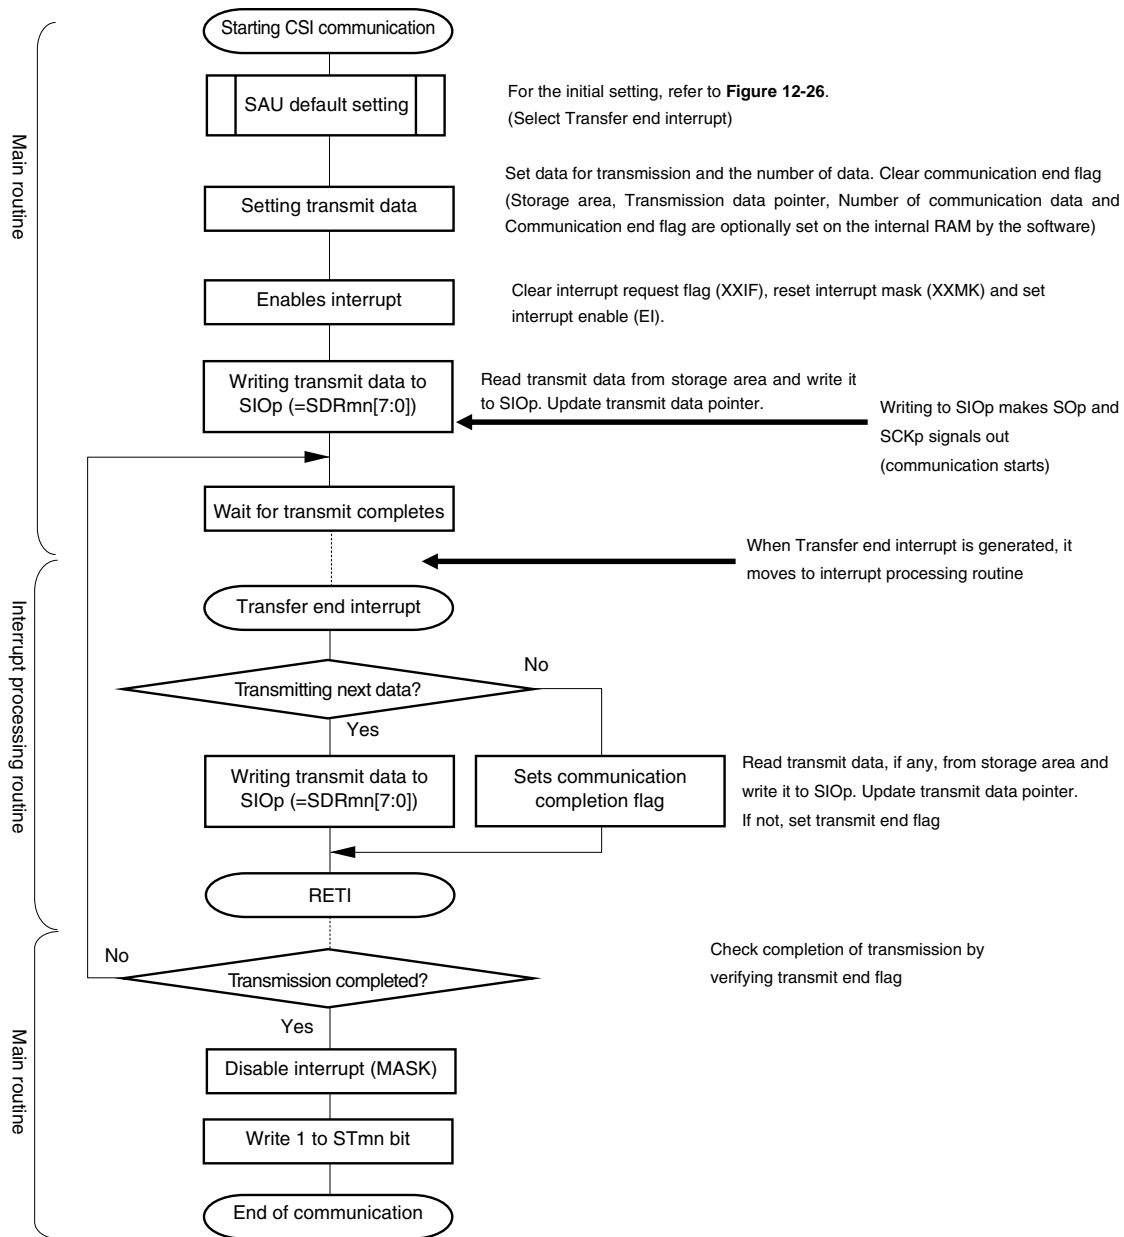 Starting CSI communication
SAU default setting
For the initial setting, refer to Figure 12-26.
(Select Transfer end interrupt)
Main routine
Set data for transmission and the number of data. Clear communication end flag
(Storage area, Transmission data pointer, Number of communication data and
Communication end flag are optionally set on the internal RAM by the software)
Setting transmit data
Enables interrupt
Clear interrupt request flag (XXIF), reset interrupt mask (XXMK) and set
interrupt enable (EI).
Writing transmit data to
SIOp (=SDRmn[7:0])
Read transmit data from storage area and write it
to SIOp. Update transmit data pointer.
Writing to SIOp makes SOp and
SCKp signals out
(communication starts)
Wait for transmit completes
When Transfer end interrupt is generated, it
moves to interrupt processing routine
Interrupt processing routine
Transfer end interrupt
No
Transmitting next data?
Yes
Writing transmit data to
SIOp (=SDRmn[7:0])
Sets communication
completion flag
Read transmit data, if any, from storage area and
write it to SIOp. Update transmit data pointer.
If not, set transmit end flag
RETI
No
Transmission completed?
Check completion of transmission by
verifying transmit end flag
Yes
Main routine
Disable interrupt (MASK)
Write 1 to STmn bit
End of communication